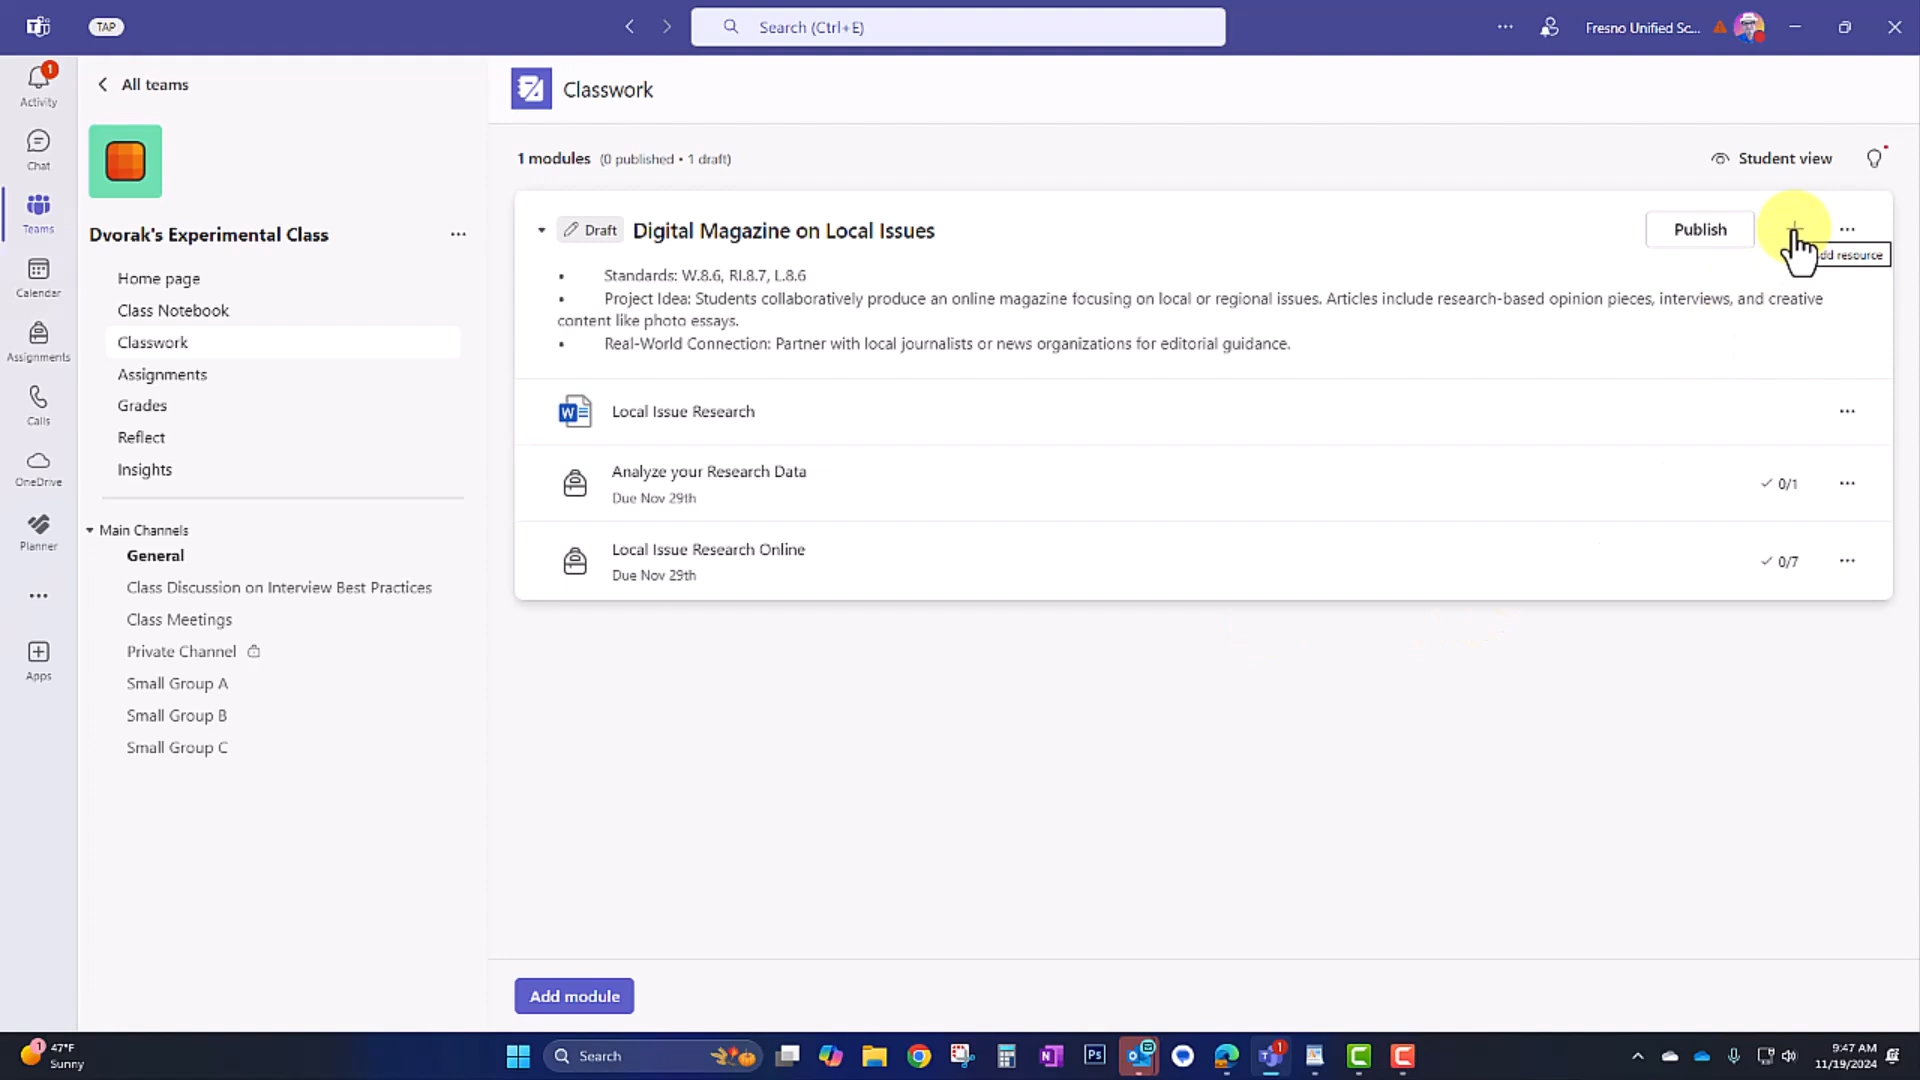 TAP
Search (Ctrl+E)
Fresno Unified Sc...
1
Activity
Chat
Teams
Calendar
Assignments
Calls
OneDrive
Planner
Apps
All teams
Dvorak's Experimental Class
Home page
Class Notebook
Classwork
Assignments
Grades
Reflect
Insights
Main Channels
General
Class Discussion on Interview Best Practices
Class Meetings
Private Channel
Small Group A
Small Group B
Small Group C
Classwork
1 modules (0 published • 1 draft)
Student view
Draft Digital Magazine on Local Issues
Publish
resource
• Standards: W.8.6, RI.8.7, L.8.6
• Project Idea: Students collaboratively produce an online magazine focusing on local or regional issues. Articles include research-based opinion pieces, interviews, and creative
content like photo essays.
• Real-World Connection: Partner with local journalists or news organizations for editorial guidance.
Local Issue Research
Analyze your Research Data
Due Nov 29th
0/1
Local Issue Research Online
Due Nov 29th
0/7
Add module
1
47°F
Sunny
Search
Ps
1
9:47 AM
11/19/2024